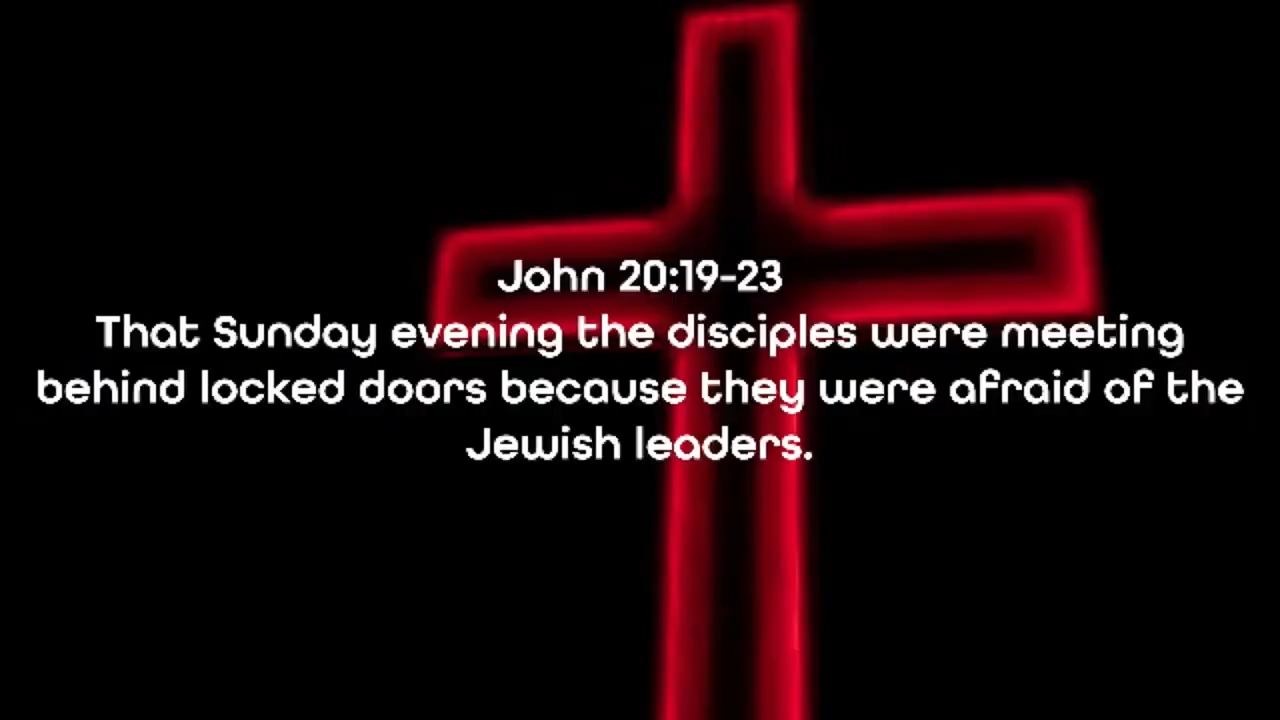 John 20:19-23
That Sunday evening the disciples were meeting
behind locked doors because they were afraid of the
Jewish leaders.